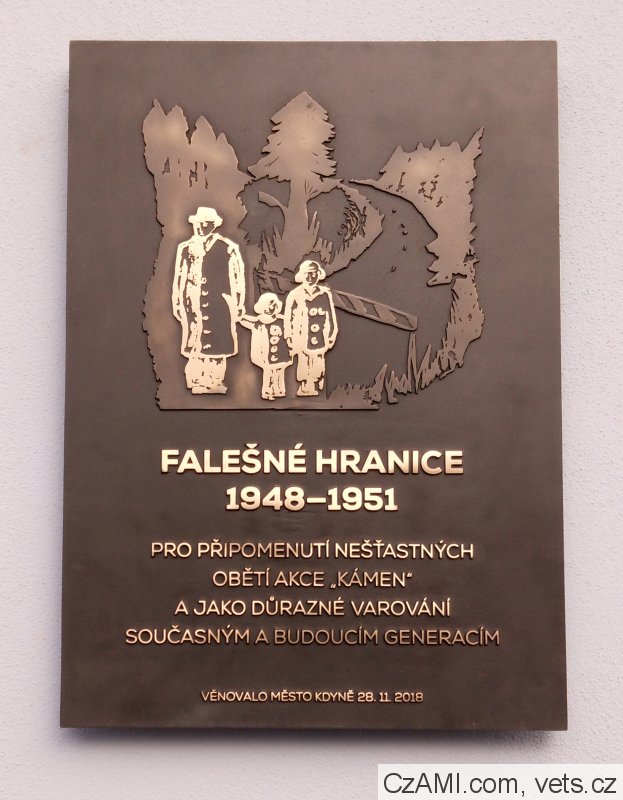 FALEŠNÉ HRANICE
1948–1951
PRO PŘIPOMENUTÍ NEŠŤASTNÝCH
OBĚTÍ AKCE „KÁMEN“
A JAKO DŮRAZNÉ VAROVÁNÍ
SOUČASNÝM A BUDOUCÍM GENERACÍM
VĚNOVALO MĚSTO KDYNĚ 28. 11. 2018
CzAMI.com, vets.cz